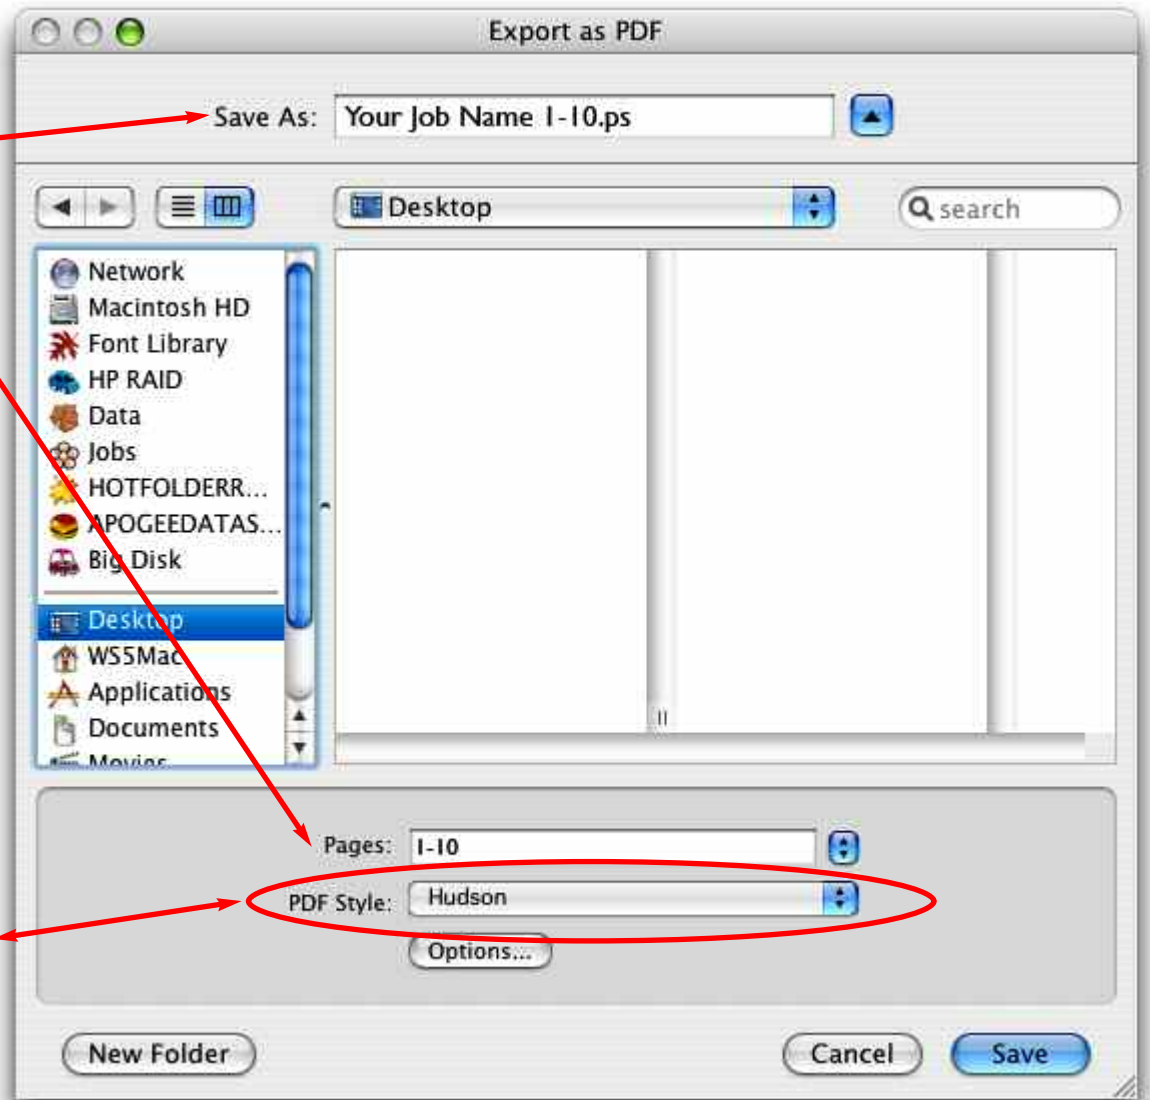 Export as PDF
Save As: Your Job Name 1-10.ps
Desktop
search
Network
Macintosh HD
Font Library
HP RAID
Data
Jobs
HOTFOLDERR...
APOGEEDATAS...
Big Disk
Desktop
WS5Mac
Applications
Documents
Movies
Pages: 1-10
PDF Style: Hudson
Options...
New Folder
Cancel
Save